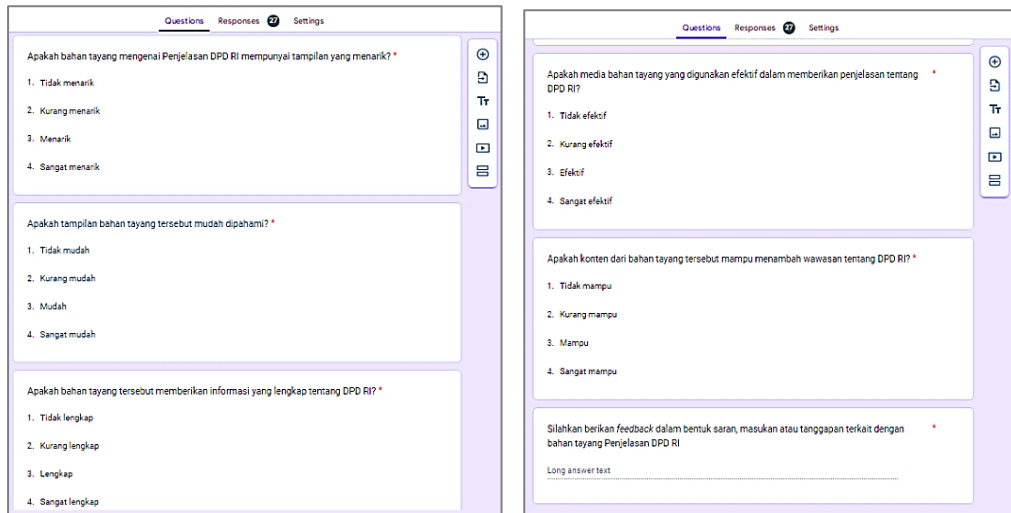 Questions Responses 27 Settings
Apakah bahan tayang mengenai Penjelasan DPD RI mempunyai tampilan yang menarik? *
1. Tidak menarik
2. Kurang menarik
3. Menarik
4. Sangat menarik
Apakah tampilan bahan tayang tersebut mudah dipahami? *
1. Tidak mudah
2. Kurang mudah
3. Mudah
4. Sangat mudah
Apakah bahan tayang tersebut memberikan informasi yang lengkap tentang DPD RI? *
1. Tidak lengkap
2. Kurang lengkap
3. Lengkap
4. Sangat lengkap
Tт
Questions Responses 27 Settings
Apakah media bahan tayang yang digunakan efektif dalam memberikan penjelasan tentang *
DPD RI?
1. Tidak efektif
2. Kurang efektif
3. Efektif
4. Sangat efektif
Apakah konten dari bahan tayang tersebut mampu menambah wawasan tentang DPD RI? *
1. Tidak mampu
2. Kurang mampu
3. Mampu
4. Sangat mampu
Silahkan berikan feedback dalam bentuk saran, masukan atau tanggapan terkait dengan *
bahan tayang Penjelasan DPD RI
Long answer text
Tт